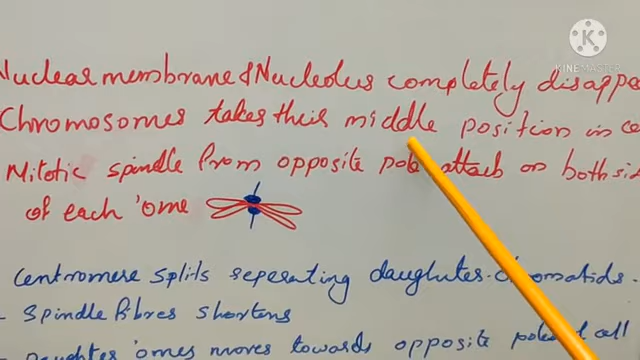 K
KINEMASTER
Nuclear membrane & Nucleolus completely disappea
Chromosomes takes their middle position in ce
Mitotic spindle from opposite pole attach on both sid
of each 'ome
Centromere splits seperating daughter chromatids.
- Spindle fibres shortens
Daughter 'omes moves towards opposite pole of cell